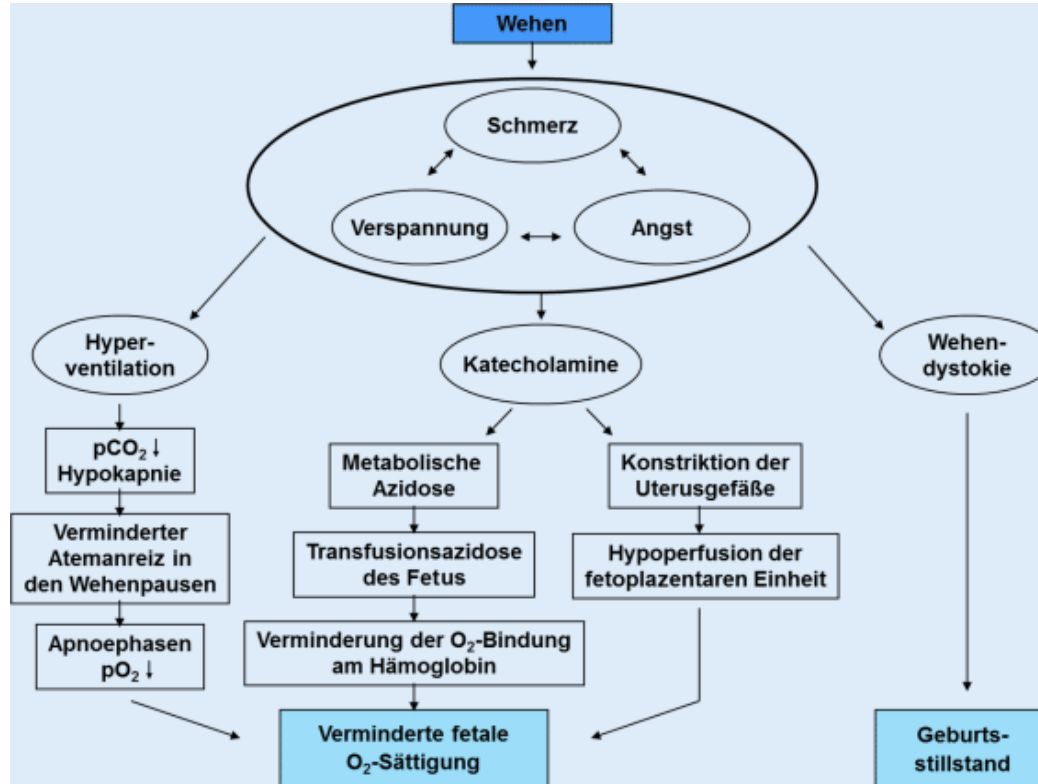 Wehen
Schmerz
Verspannung
Angst
Hyper-
ventilation
Katecholamine
Wehen-
dystokie
pCO₂↓
Hypokapnie
Metabolische
Azidose
Konstriktion der
Uterusgefäße
Verminderter
Atemanreiz in
den Wehenpausen
Transfusionsazidose
des Fetus
Hypoperfusion der
fetoplazentaren Einheit
Apnoephasen
pO₂↓
Verminderung der O₂-Bindung
am Hämoglobin
Verminderte fetale
O₂-Sättigung
Geburts-
stillstand